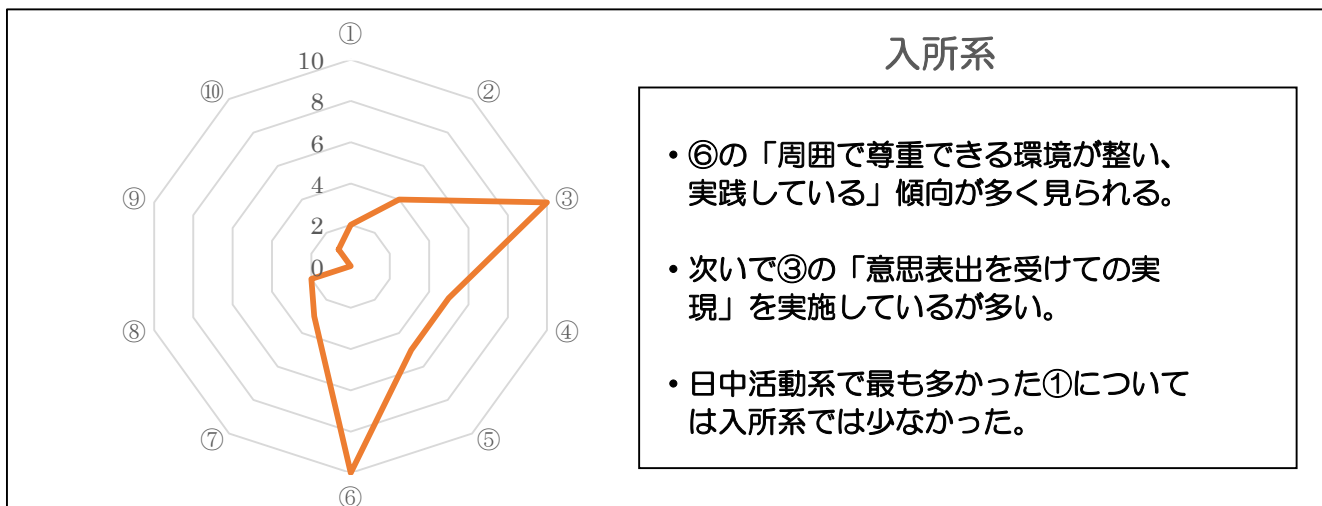 入所系
①
②
③
④
⑤
⑥
⑦
⑧
⑨
⑩
10
8
6
4
2
0
・⑥の「周囲で尊重できる環境が整い、
実践している」傾向が多く見られる。
・次いで③の「意思表出を受けての実
現」を実施しているが多い。
・日中活動系で最も多かった①について
は入所系では少なかった。